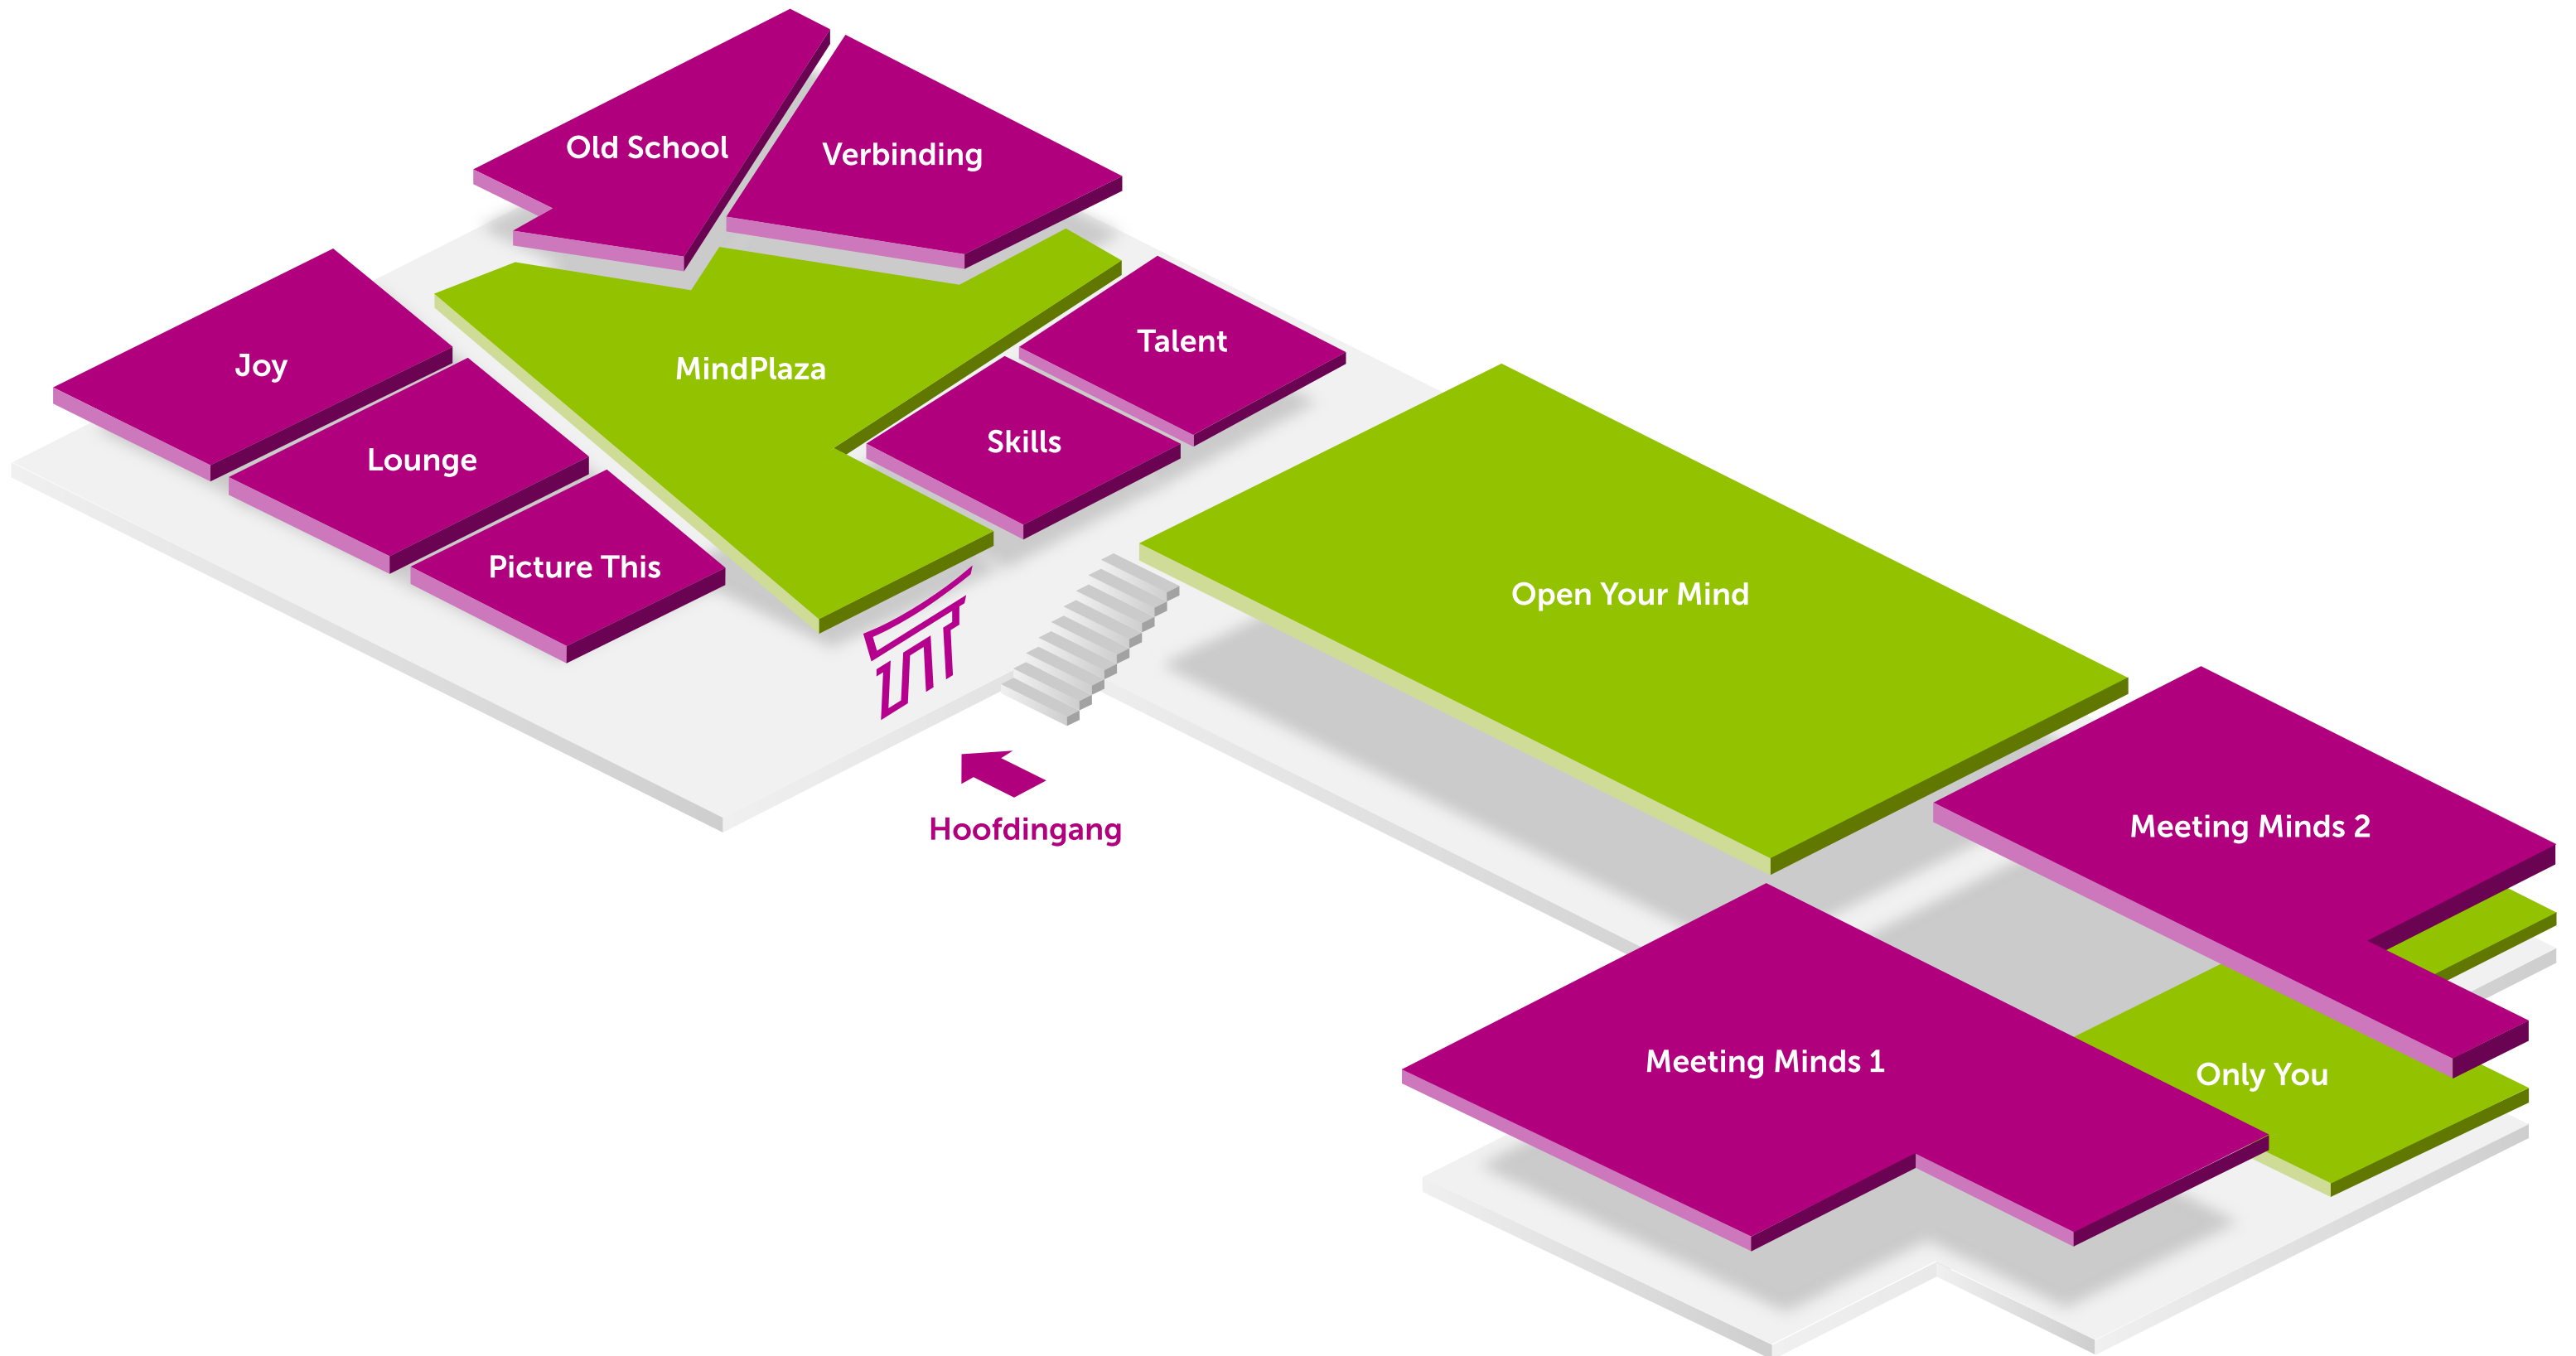 Old School
Verbinding
Joy
MindPlaza
Talent
Lounge
Skills
Picture This
Open Your Mind
Hoofdingang
Meeting Minds 2
Meeting Minds 1
Only You